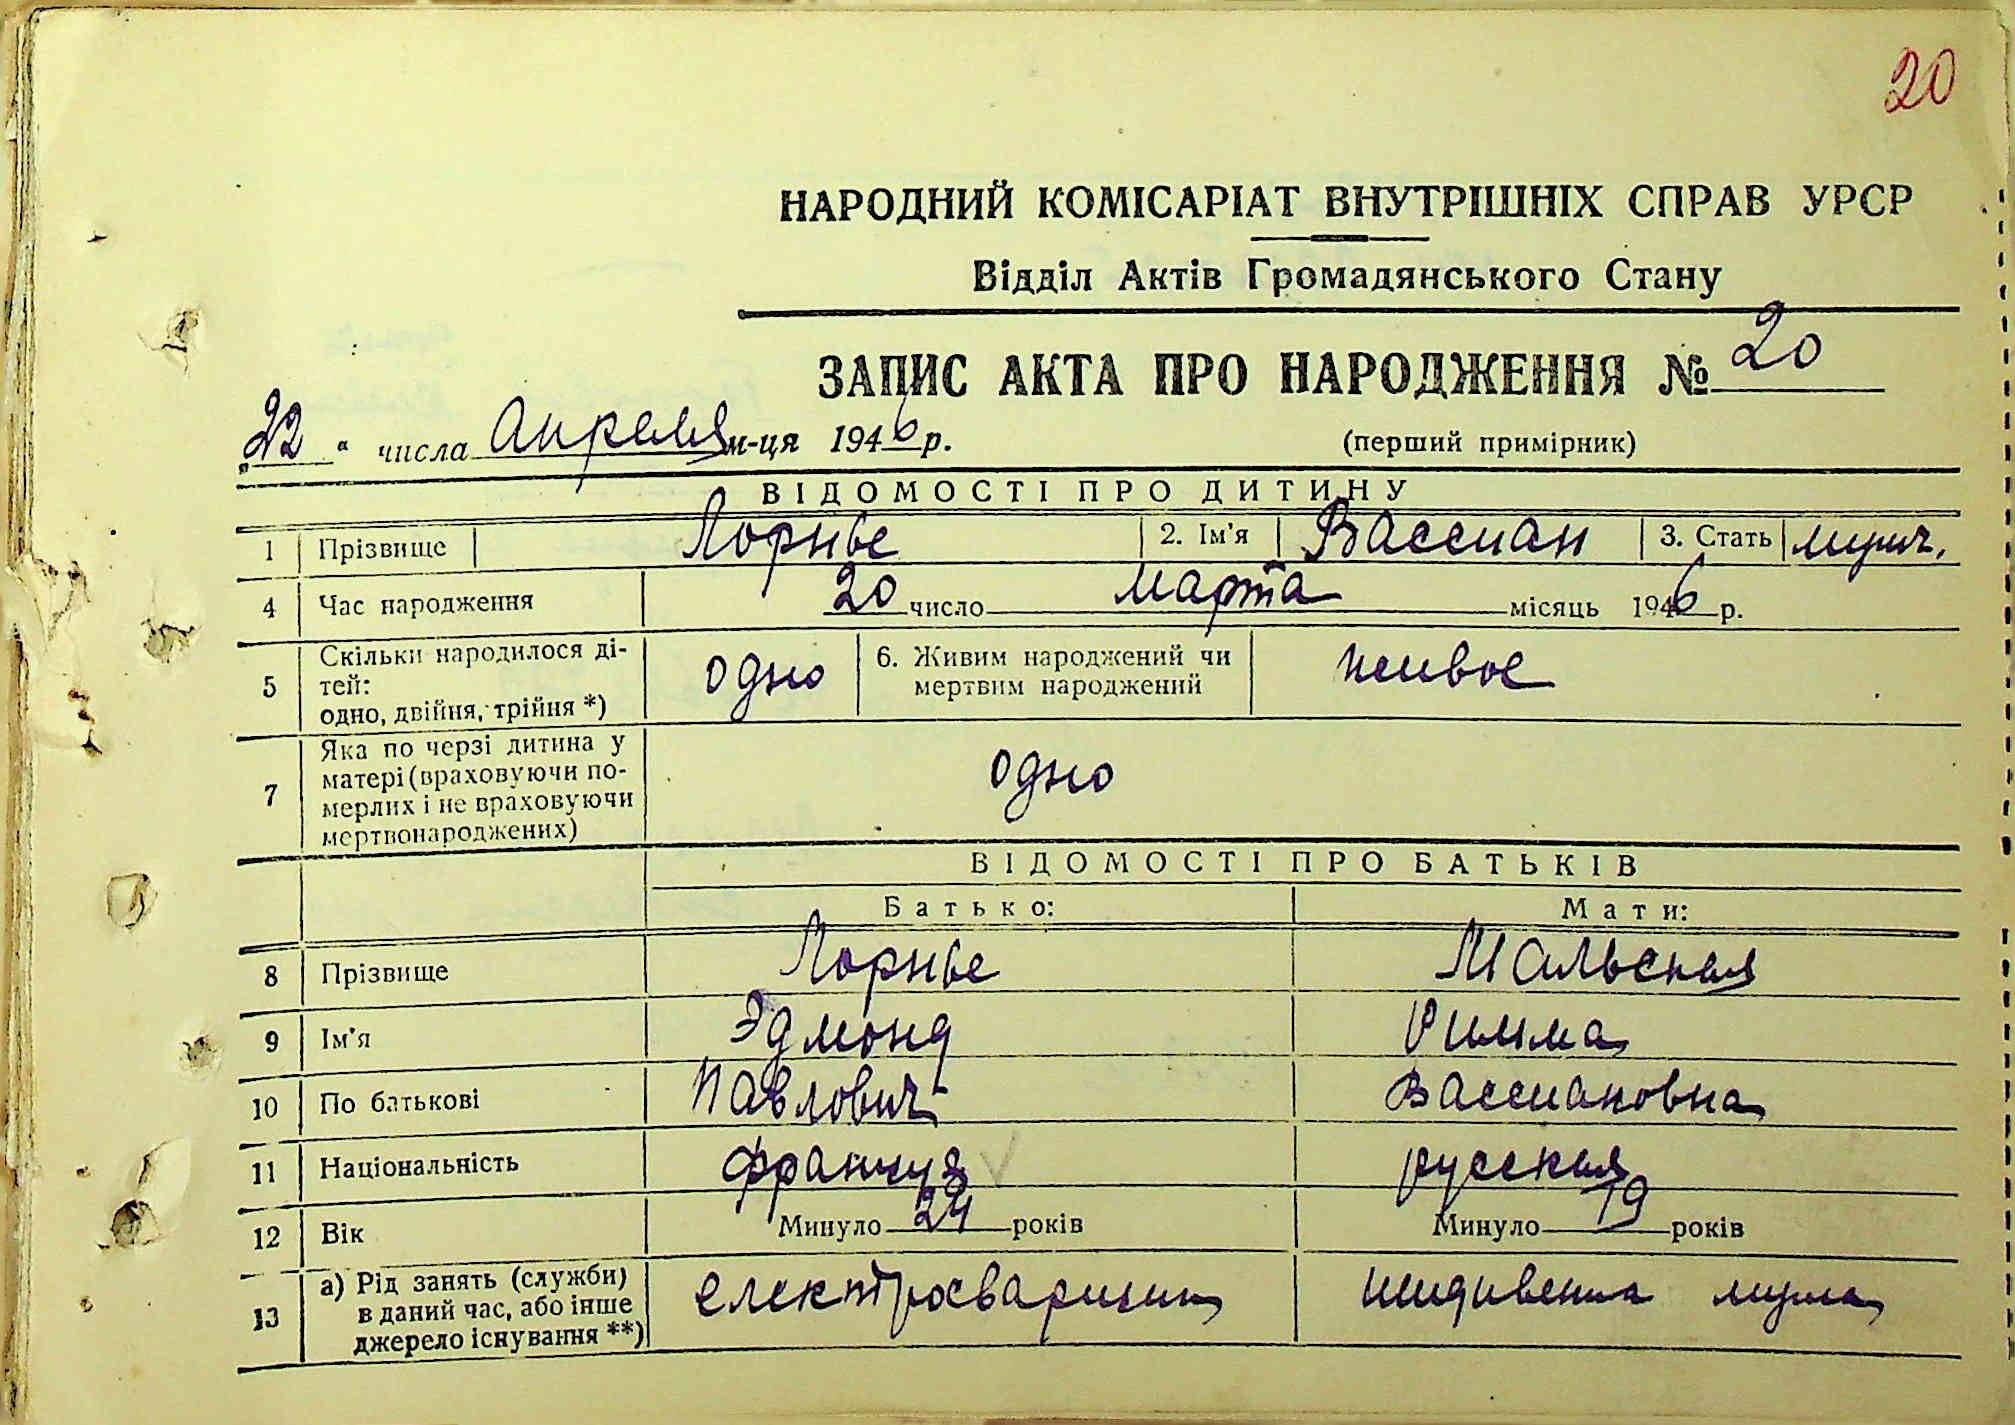 20
НАРОДНИЙ КОМІСАРІАТ ВНУТРІШНІХ СПРАВ УРСР
Відділ Актів Громадянського Стану
ЗАПИС АКТА ПРО НАРОДЖЕННЯ № 20
„22“ числа Апреля м-ця 1946 р. (перший примірник)
ВІДОМОСТІ ПРО ДИТИНУ
1 Прізвище Лорнье 2. Ім'я Вассиан 3. Стать мужч.
4 Час народження 20 число марта місяць 1946 р.
5 Скільки народилося ді-
тей:
одно, двійня, трійня *) одно 6. Живим народжений чи
мертвим народжений живое
7 Яка по черзі дитина у
матері (враховуючи по-
мерлих і не враховуючи
мертвонароджених) одно
ВІДОМОСТІ ПРО БАТЬКІВ
Батько: Мати:
8 Прізвище Лорнье Мальская
9 Ім'я Эдмонд Римма
10 По батькові Павлович Вассиановна
11 Національність француз русская
12 Вік Минуло 24 років Минуло 19 років
13 а) Рід занять (служби)
в даний час, або інше
джерело існування **) електросварщик иждивенка мужа